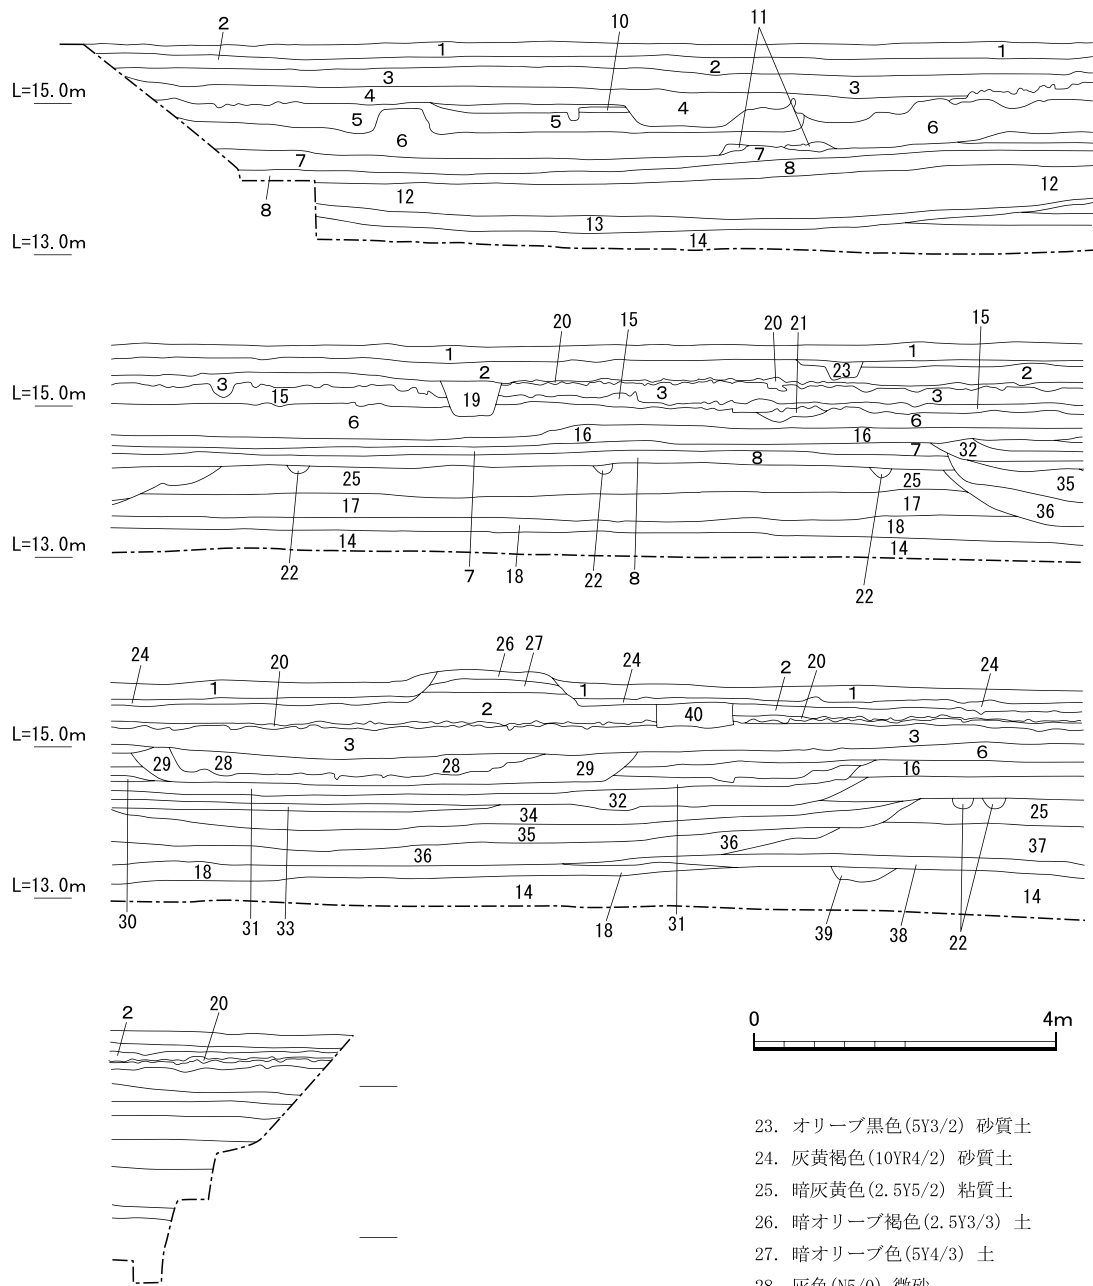 2 10 11
1 1
2
3 3
L=15.0m
4 4
5 5 6
6
7 7
8
12 12
8
13
L=13.0m
14
20 15 20 21 15
1 1
2 23 2
3 3 3
L=15.0m
15 19
6 6
16 16
7 32
8
25 25 35
17 17 36
18
L=13.0m
14 14
22 7 18 22 8 22
24 20 26 27 24 2 20 24
1 1 1
2 40
L=15.0m
3 3
6
29 28 28 29 16
32
34 25
35
36 36 37
18
L=13.0m
14 14
30 31 33 18 31 39 38 22
2 20
0 4m
23. オリーブ黒色(5Y3/2) 砂質土
24. 灰黄褐色(10YR4/2) 砂質土
25. 暗灰黄色(2.5Y5/2) 粘質土
26. 暗オリーブ褐色(2.5Y3/3) 土
27. 暗オリーブ色(5Y4/3) 土
28. 灰色(N5/0) 微砂